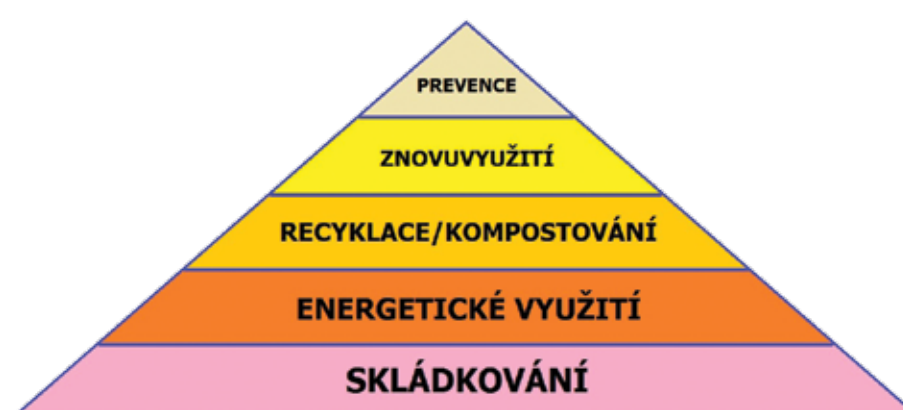 PREVENCE
ZNOVUVYUŽITÍ
RECYKLACE/KOMPOSTOVÁNÍ
ENERGETICKÉ VYUŽITÍ
SKLÁDKOVÁNÍ